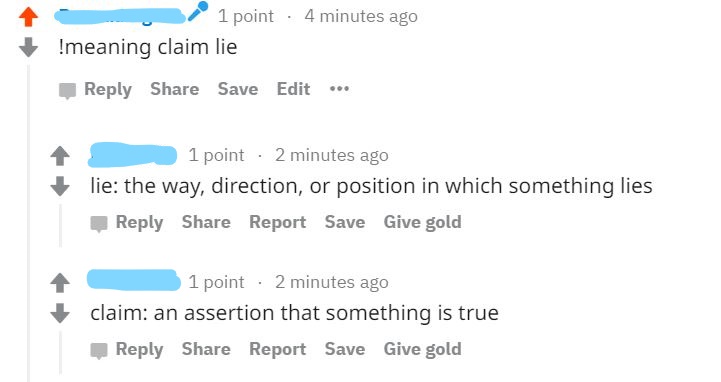 1 point · 4 minutes ago
!meaning claim lie
Reply Share Save Edit •••
1 point · 2 minutes ago
lie: the way, direction, or position in which something lies
Reply Share Report Save Give gold
1 point · 2 minutes ago
claim: an assertion that something is true
Reply Share Report Save Give gold